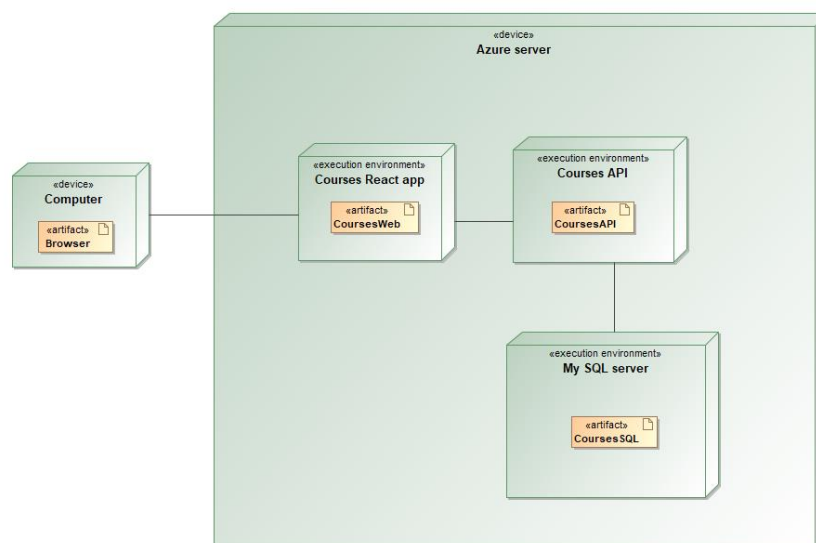 «device»
Azure server
«device»
Computer
«artifact»
Browser
«execution environment»
Courses React app
«artifact»
CoursesWeb
«execution environment»
Courses API
«artifact»
CoursesAPI
«execution environment»
My SQL server
«artifact»
CoursesSQL